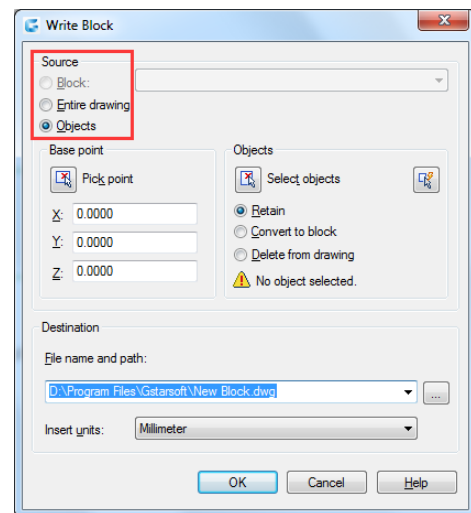 Write Block
Source
Block:
Entire drawing
Objects
Base point
Pick point
X: 0.0000
Y: 0.0000
Z: 0.0000
Objects
Select objects
Retain
Convert to block
Delete from drawing
No object selected.
Destination
File name and path:
D:\Program Files\Gstarsoft\New Block.dwg
...
Insert units: Millimeter
OK Cancel Help